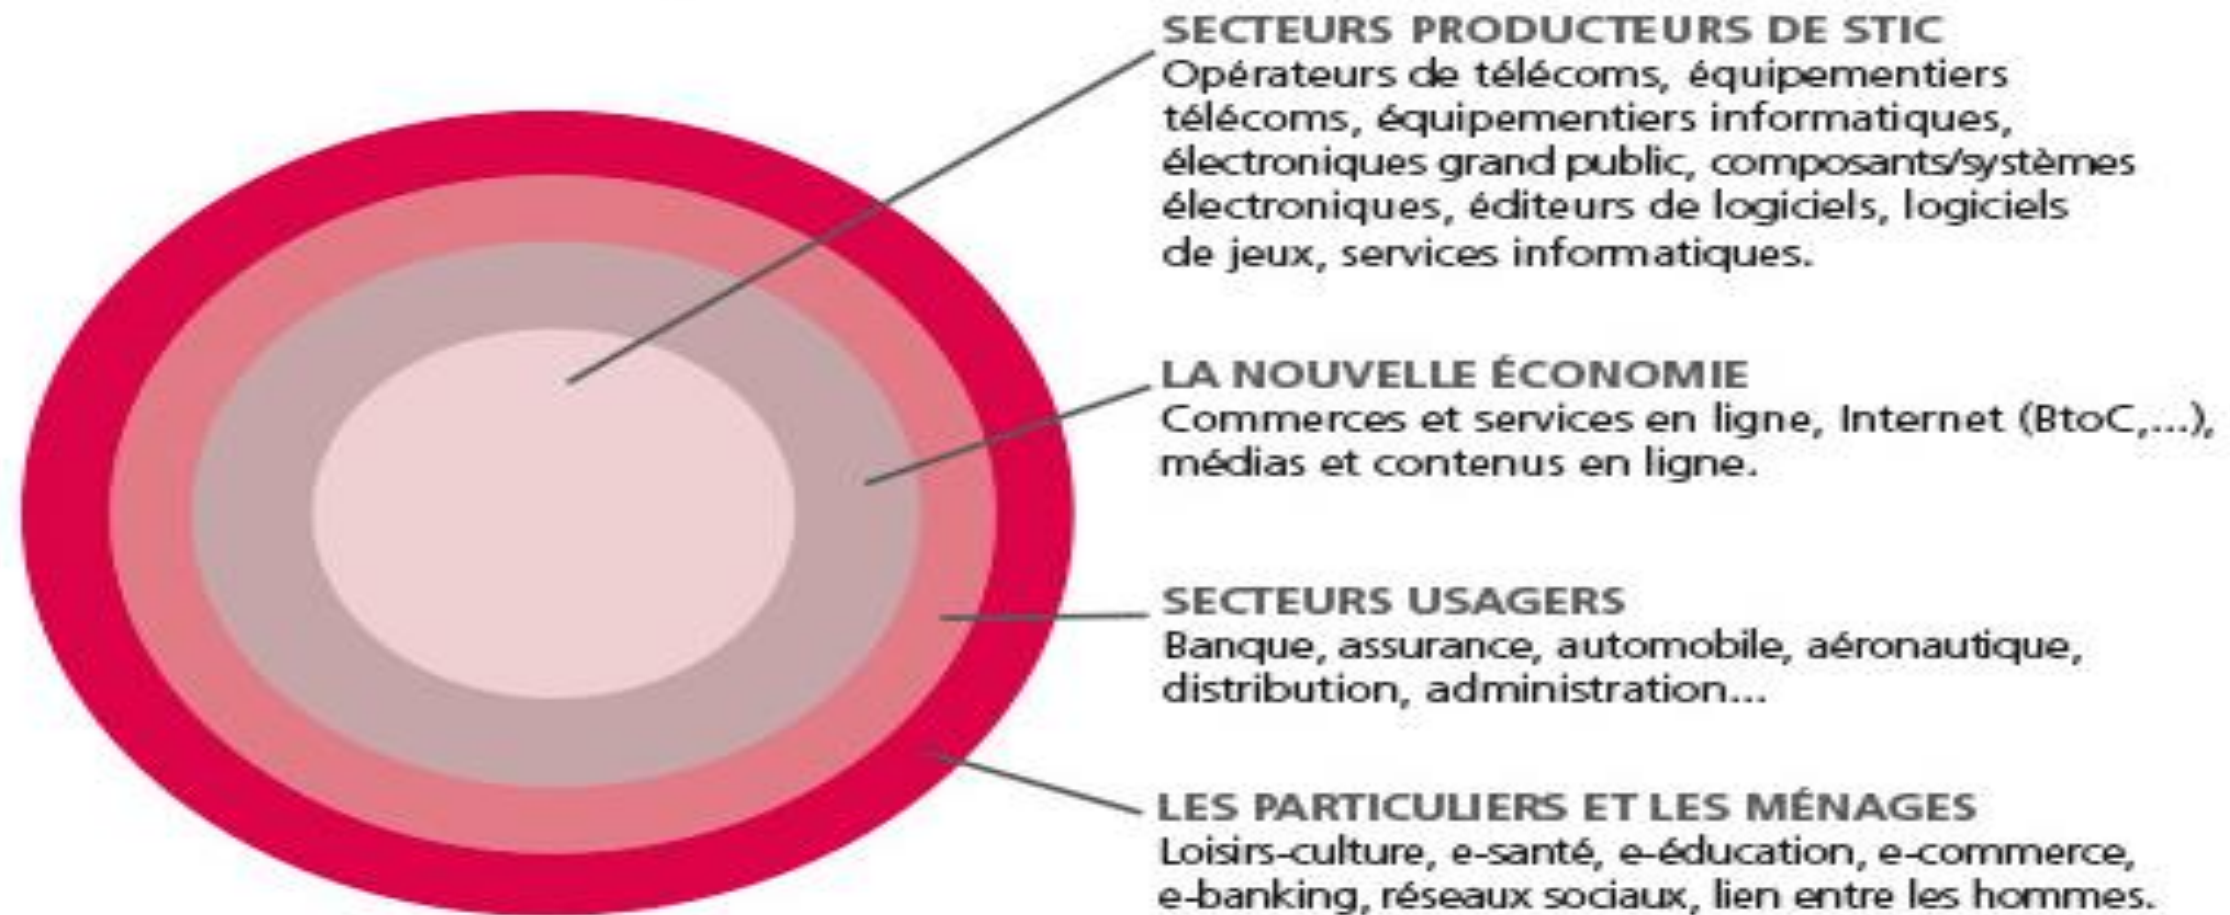 SECTEURS PRODUCTEURS DE STIC
Opérateurs de télécoms, équipementiers
télécoms, équipementiers informatiques,
électroniques grand public, composants/systèmes
électroniques, éditeurs de logiciels, logiciels
de jeux, services informatiques.
LA NOUVELLE ÉCONOMIE
Commerces et services en ligne, Internet (BtoC,...),
médias et contenus en ligne.
SECTEURS USAGERS
Banque, assurance, automobile, aéronautique,
distribution, administration...
LES PARTICULIERS ET LES MÉNAGES
Loisirs-culture, e-santé, e-éducation, e-commerce,
e-banking, réseaux sociaux, lien entre les hommes.